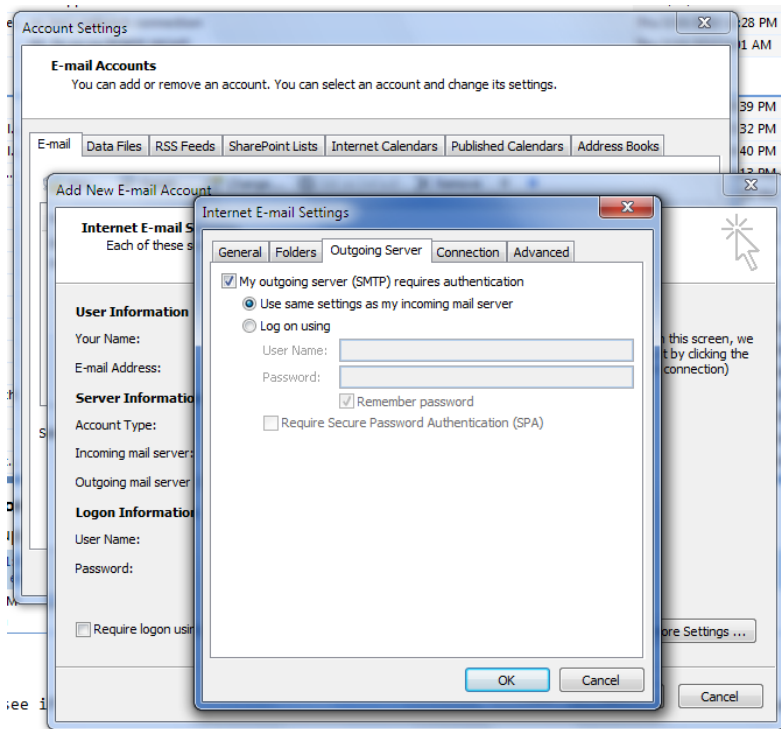 Account Settings
:28 PM
01 AM
E-mail Accounts
You can add or remove an account. You can select an account and change its settings.
39 PM
32 PM
40 PM
13 PM
E-mail Data Files RSS Feeds SharePoint Lists Internet Calendars Published Calendars Address Books
Add New E-mail Account
Internet E-mail S
Each of these s
User Information
Your Name:
E-mail Address:
Server Informatio
Account Type:
Incoming mail server:
Outgoing mail server
Logon Information
User Name:
Password:
Require logon usin
this screen, we
t by clicking the
connection)
ore Settings ...
Cancel
Internet E-mail Settings
General Folders Outgoing Server Connection Advanced
My outgoing server (SMTP) requires authentication
Use same settings as my incoming mail server
Log on using
User Name:
Password:
Remember password
Require Secure Password Authentication (SPA)
OK Cancel
see i